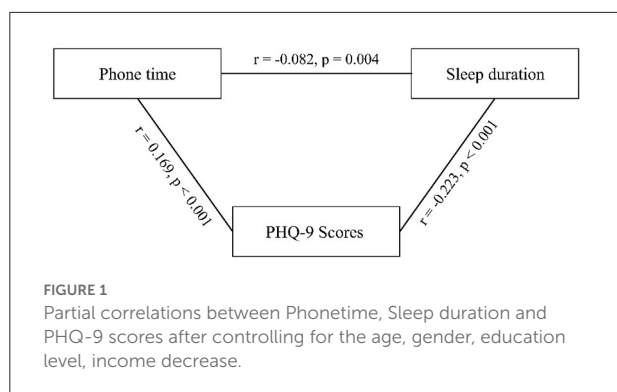 r = -0.082, p = 0.004
Phone time
Sleep duration
r = 0.169, p < 0.001
r = -0.223, p < 0.001
PHQ-9 Scores
FIGURE 1
Partial correlations between Phonetime, Sleep duration and
PHQ-9 scores after controlling for the age, gender, education
level, income decrease.